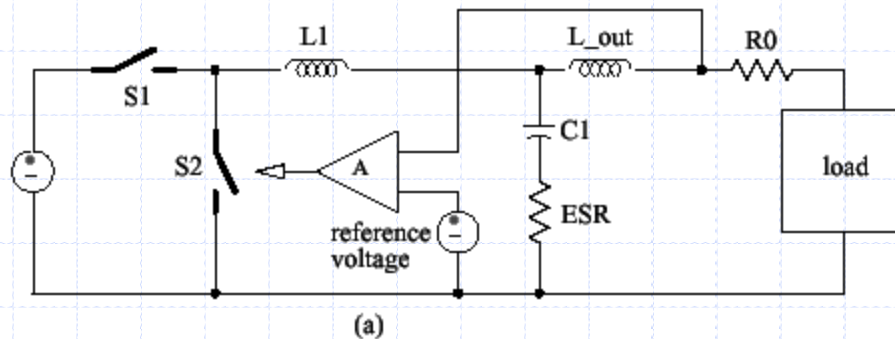 L1
L_out
R0
S1
C1
S2
A
load
ESR
reference
voltage
(a)